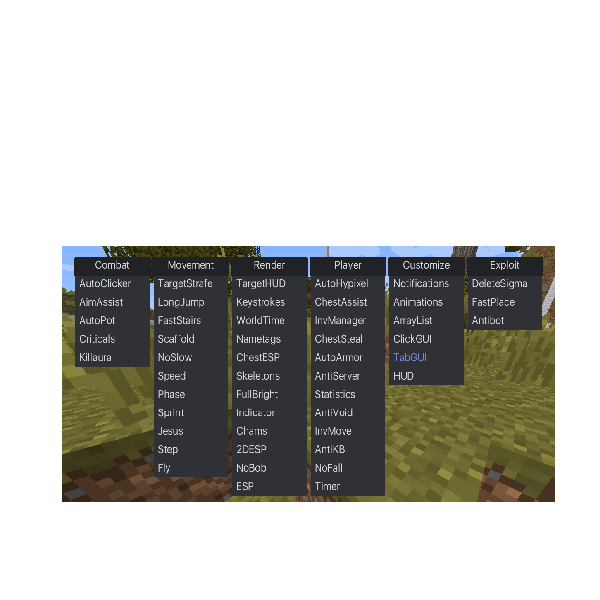 Combat
AutoClicker
AimAssist
AutoPot
Criticals
Killaura
Movement
TargetStrafe
LongJump
FastStairs
Scaffold
NoSlow
Speed
Phase
Sprint
Jesus
Step
Fly
Render
TargetHUD
Keystrokes
WorldTime
Nametags
ChestESP
Skeletons
FullBright
Indicator
Chams
2DESP
NoBob
ESP
Player
AutoHypixel
ChestAssist
InvManager
ChestSteal
AutoArmor
AntiServer
Statistics
AntiVoid
InvMove
AntiKB
NoFall
Timer
Customize
Notifications
Animations
ArrayList
ClickGUI
TabGUI
HUD
Exploit
DeleteSigma
FastPlace
Antibot